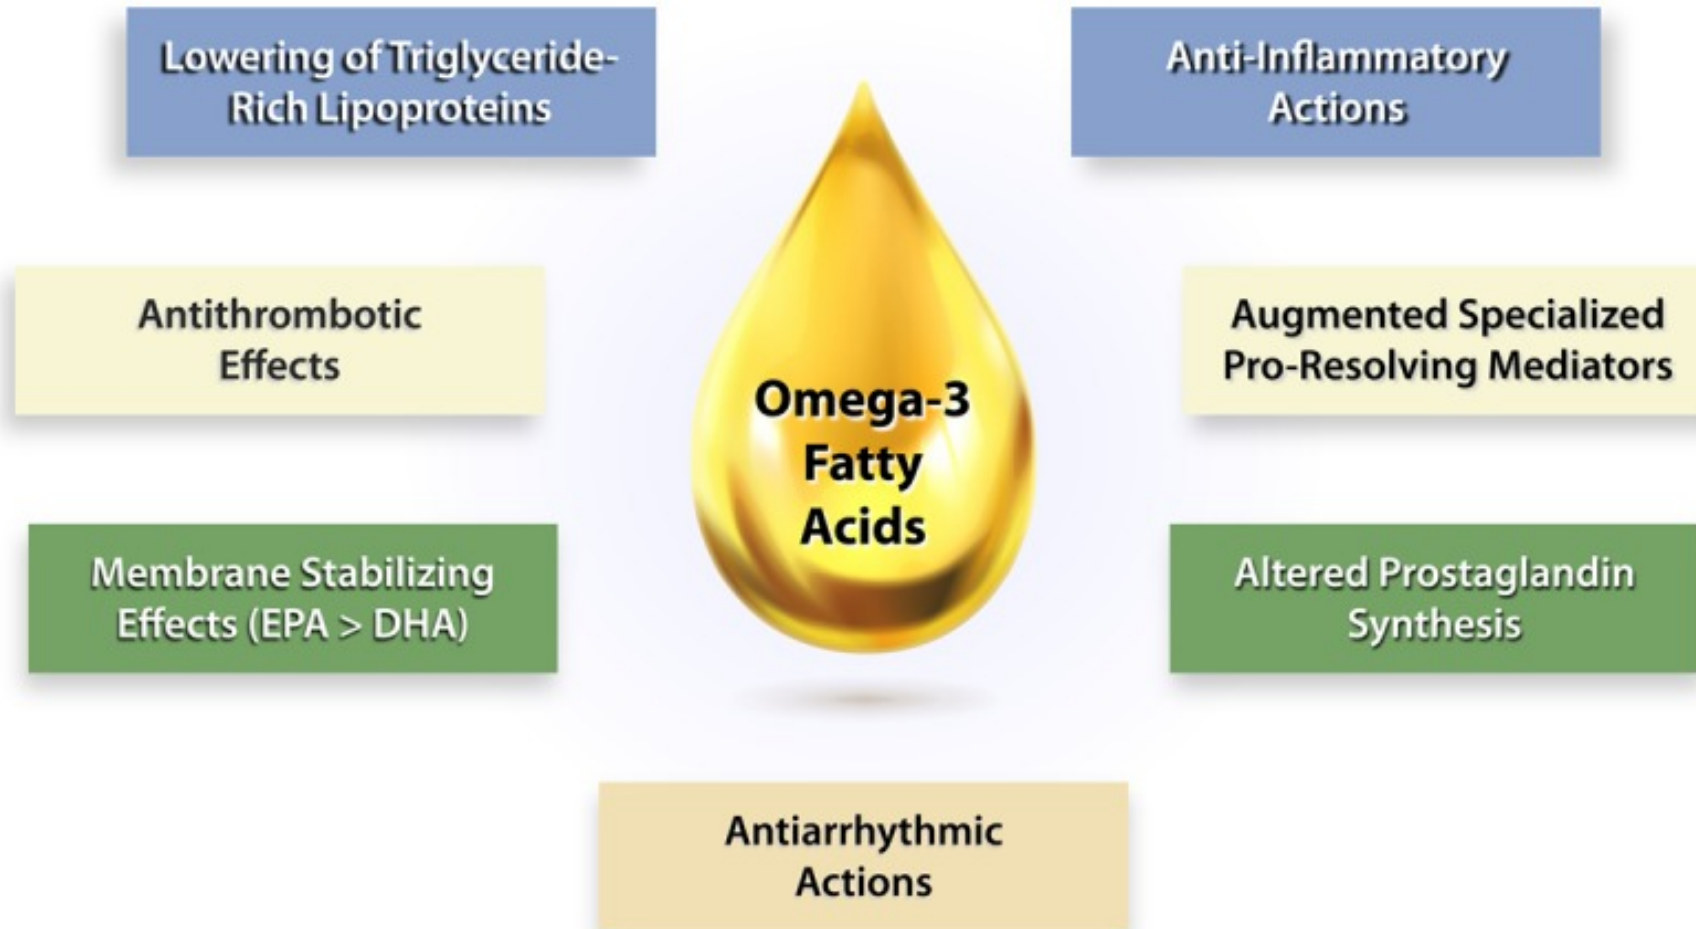 Lowering of Triglyceride-
Rich Lipoproteins
Anti-Inflammatory
Actions
Antithrombotic
Effects
Omega-3
Fatty
Acids
Augmented Specialized
Pro-Resolving Mediators
Membrane Stabilizing
Effects (EPA > DHA)
Altered Prostaglandin
Synthesis
Antiarrhythmic
Actions